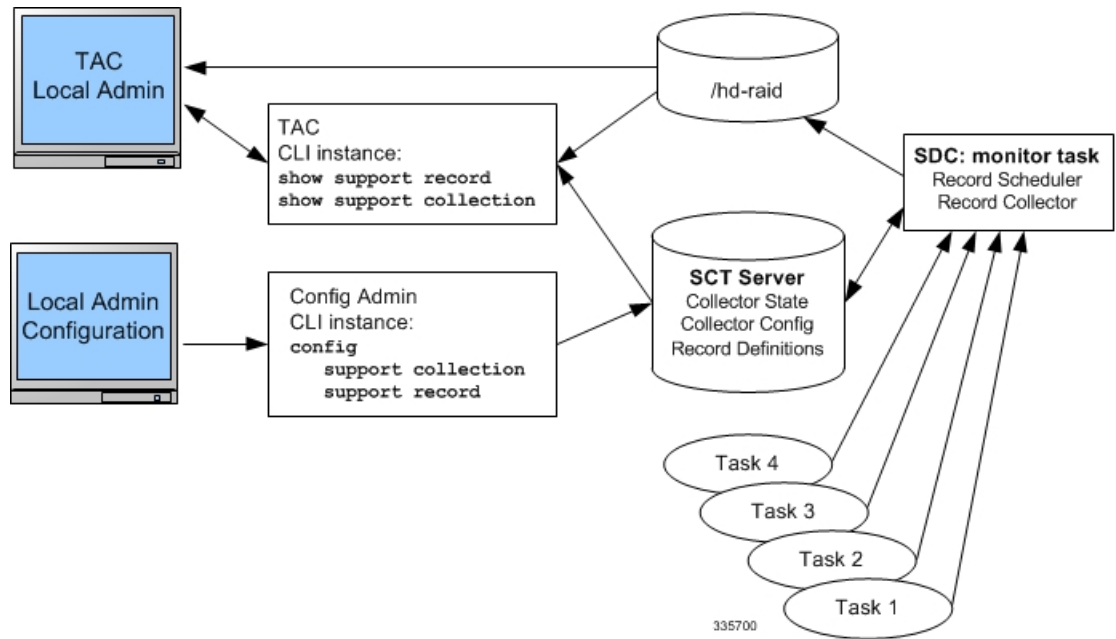 TAC
Local Admin
/hd-raid
TAC
CLI instance:
show support record
show support collection
SDC: monitor task
Record Scheduler
Record Collector
Local Admin
Configuration
Config Admin
CLI instance:
config
support collection
support record
SCT Server
Collector State
Collector Config
Record Definitions
Task 4
Task 3
Task 2
Task 1
335700